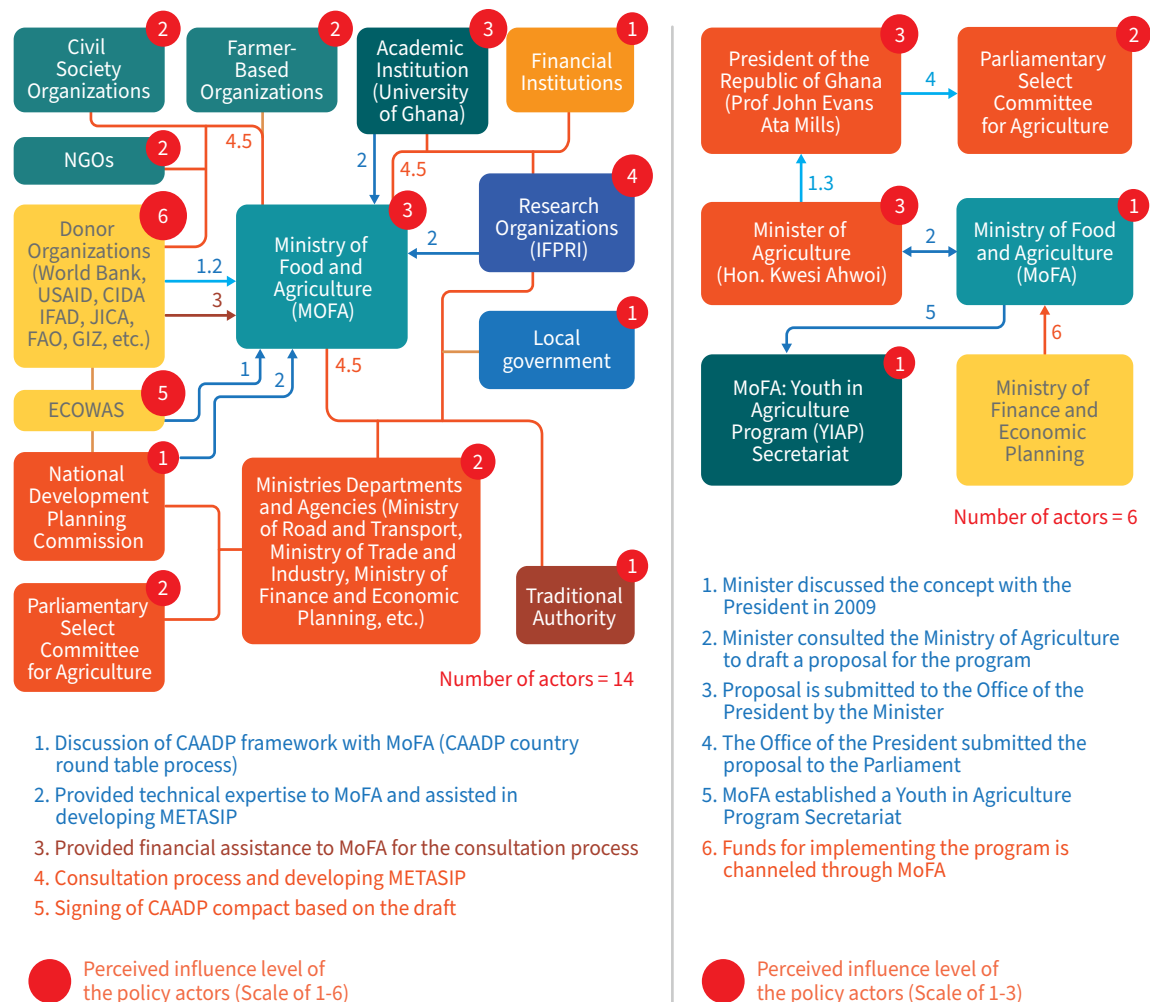 2
Civil
Society
Organizations
2
Farmer-
Based
Organizations
3
Academic
Institution
(University
of Ghana)
1
Financial
Institutions
4.5
2
NGOs
2
4.5
6
Donor
Organizations
(World Bank,
USAID, CIDA
IFAD, JICA,
FAO, GIZ, etc.)
1.2
3
3
Ministry of
Food and
Agriculture
(MOFA)
2
4
Research
Organizations
(IFPRI)
1
Local
government
1
2
4.5
5
ECOWAS
1
National
Development
Planning
Commission
2
Ministries Departments
and Agencies (Ministry
of Road and Transport,
Ministry of Trade and
Industry, Ministry of
Finance and Economic
Planning, etc.)
2
Parliamentary
Select
Committee
for Agriculture
1
Traditional
Authority
Number of actors = 14
1. Discussion of CAADP framework with MoFA (CAADP country
round table process)
2. Provided technical expertise to MoFA and assisted in
developing METASIP
3. Provided financial assistance to MoFA for the consultation process
4. Consultation process and developing METASIP
5. Signing of CAADP compact based on the draft
Perceived influence level of
the policy actors (Scale of 1-6)
3
President of the
Republic of Ghana
(Prof John Evans
Ata Mills)
4
2
Parliamentary
Select
Committee
for Agriculture
1.3
3
Minister of
Agriculture
(Hon. Kwesi Ahwoi)
2
1
Ministry of Food
and Agriculture
(MoFA)
5
6
1
MoFA: Youth in
Agriculture
Program (YIAP)
Secretariat
Ministry of
Finance and
Economic
Planning
Number of actors = 6
1. Minister discussed the concept with the
President in 2009
2. Minister consulted the Ministry of Agriculture
to draft a proposal for the program
3. Proposal is submitted to the Office of the
President by the Minister
4. The Office of the President submitted the
proposal to the Parliament
5. MoFA established a Youth in Agriculture
Program Secretariat
6. Funds for implementing the program is
channeled through MoFA
Perceived influence level of
the policy actors (Scale of 1-3)